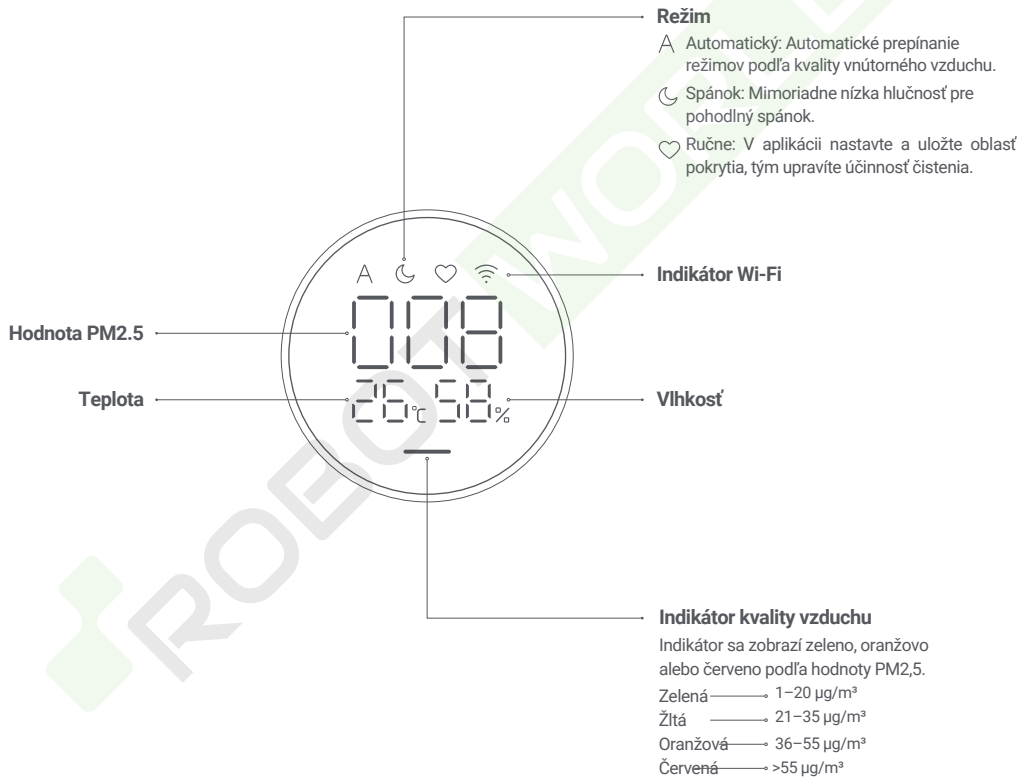 Režim
A Automatický: Automatické prepínanie
režimov podľa kvality vnútorného vzduchu.
Spánok: Mimoriadne nízka hlučnosť pre
pohodlný spánok.
Ručne: V aplikácii nastavte a uložte oblasť
pokrytia, tým upravíte účinnosť čistenia.
A
Indikátor Wi-Fi
Hodnota PM2.5
008
Teplota
26°C 58%
Vlhkosť
Indikátor kvality vzduchu
Indikátor sa zobrazí zeleno, oranžovo
alebo červeno podľa hodnoty PM2,5.
Zelená 1–20 µg/m³
Žltá 21–35 µg/m³
Oranžová 36–55 µg/m³
Červená >55 µg/m³
ROBOT WORLD